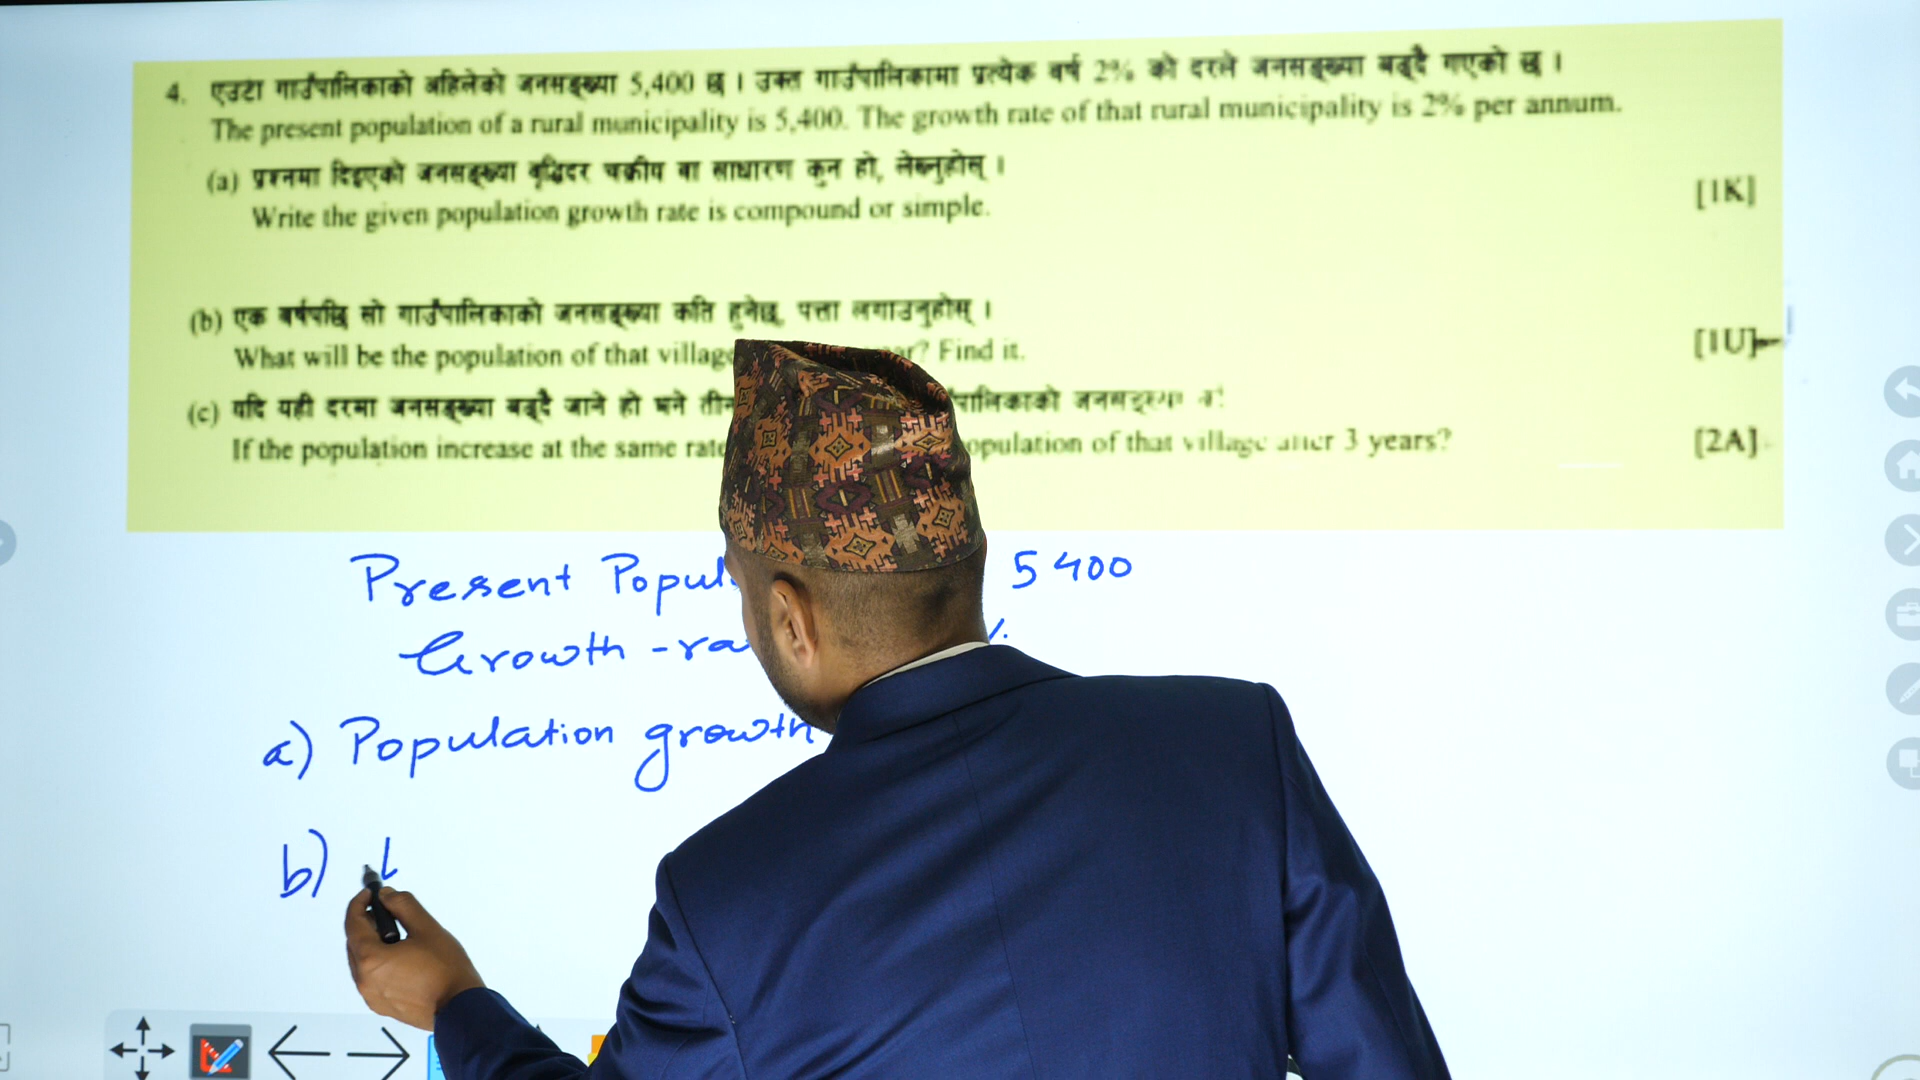 4. एउटा गाउँपालिकाको अहिलेको जनसङ्ख्या 5,400 छ । उक्त गाउँपालिकामा प्रत्येक वर्ष 2% को दरले जनसङ्ख्या बढ्दै गएको छ ।
The present population of a rural municipality is 5,400. The growth rate of that rural municipality is 2% per annum.
(a) प्रश्नमा दिइएको जनसङ्ख्या वृद्धिदर चक्रीय वा साधारण कुन हो, लेख्नुहोस् ।
Write the given population growth rate is compound or simple. [1K]
(b) एक वर्षपछि सो गाउँपालिकाको जनसङ्ख्या कति हुनेछ, पत्ता लगाउनुहोस् ।
What will be the population of that village ? Find it. [1U]
(c) यदि यही दरमा जनसङ्ख्या बढ्दै जाने हो भने जनसङ्ख्या
If the population increase at the same rate population of that village after 3 years? [2A]
Present 5400
Growth -
a) Population growth
b)